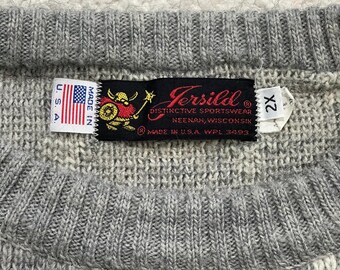 MADE IN
U.S.A
Jersild ®
DISTINCTIVE SPORTSWEAR
NEENAH, WISCONSIN
® MADE IN U.S.A. WPL 3493
2X